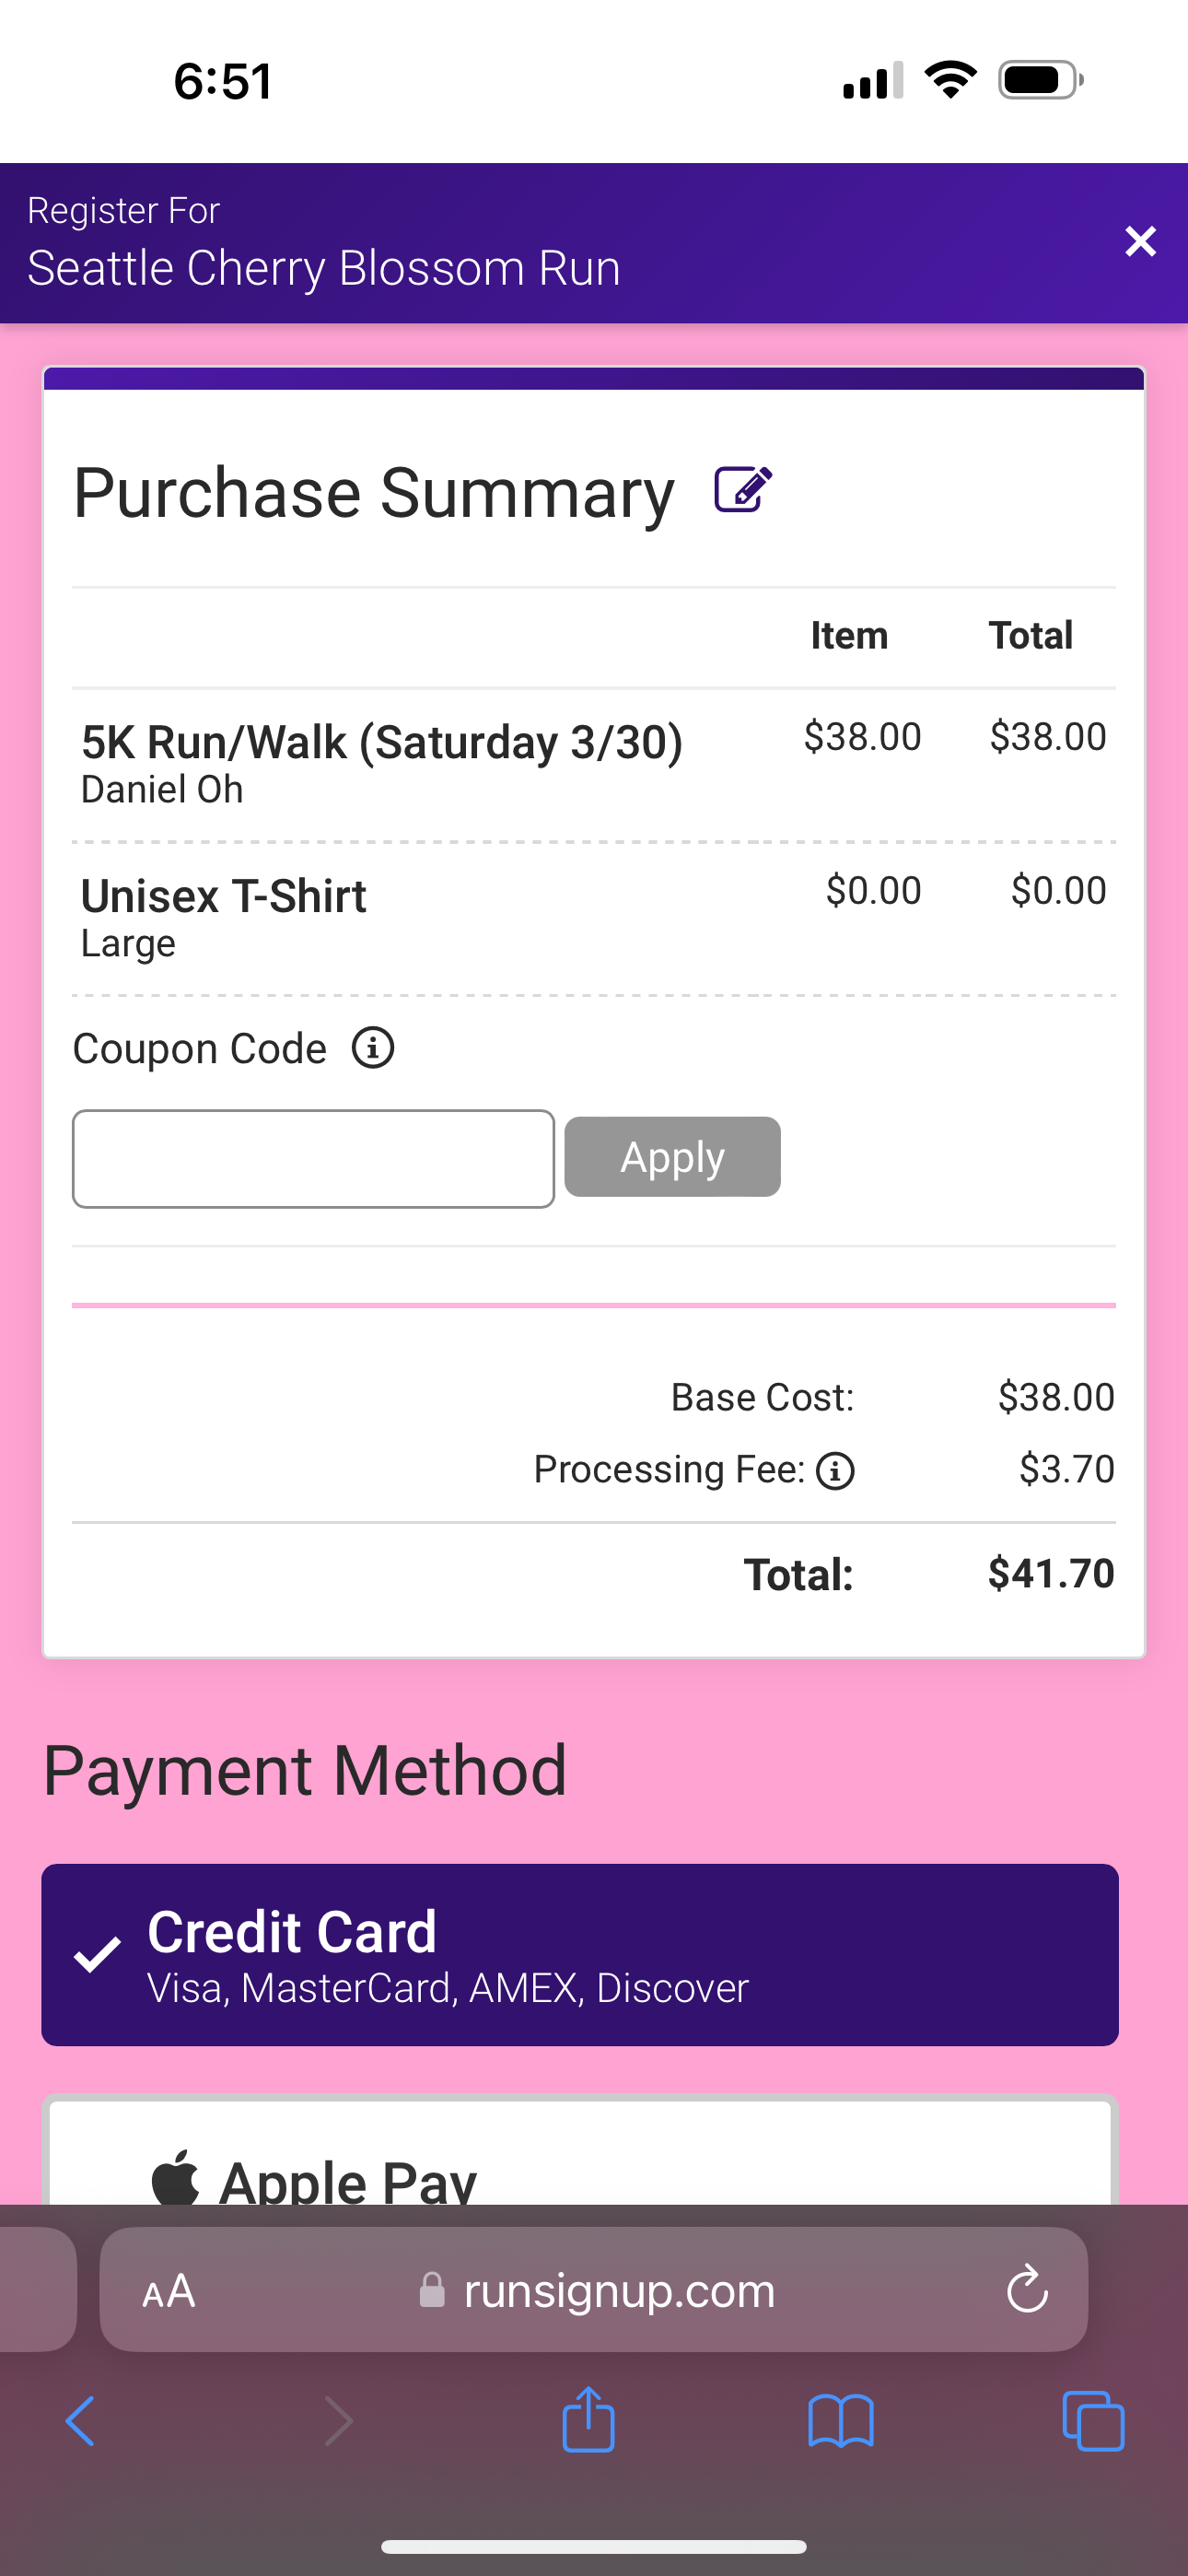 6:51
Register For
Seattle Cherry Blossom Run
Purchase Summary
Item Total
5K Run/Walk (Saturday 3/30) $38.00 $38.00
Daniel Oh
Unisex T-Shirt $0.00 $0.00
Large
Coupon Code
Apply
Base Cost: $38.00
Processing Fee: $3.70
Total: $41.70
Payment Method
Credit Card
Visa, MasterCard, AMEX, Discover
Apple Pay
AA runsignup.com